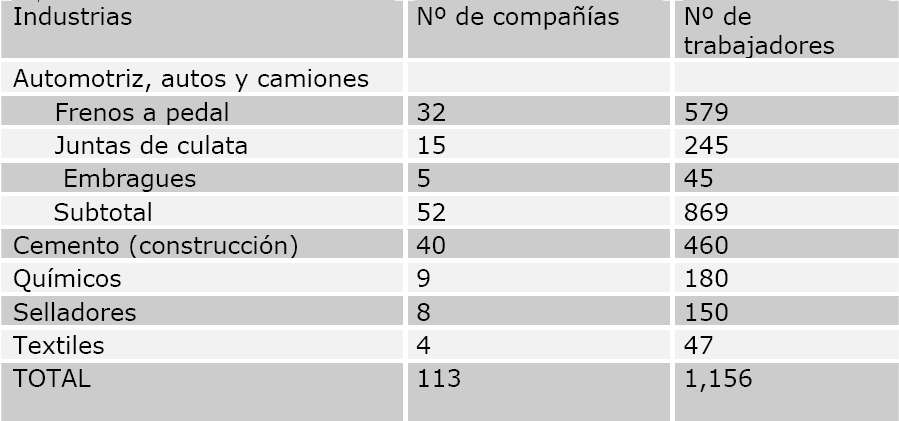 Industrias Nº de compañías Nº de
trabajadores
Automotriz, autos y camiones
Frenos a pedal 32 579
Juntas de culata 15 245
Embragues 5 45
Subtotal 52 869
Cemento (construcción) 40 460
Químicos 9 180
Selladores 8 150
Textiles 4 47
TOTAL 113 1,156